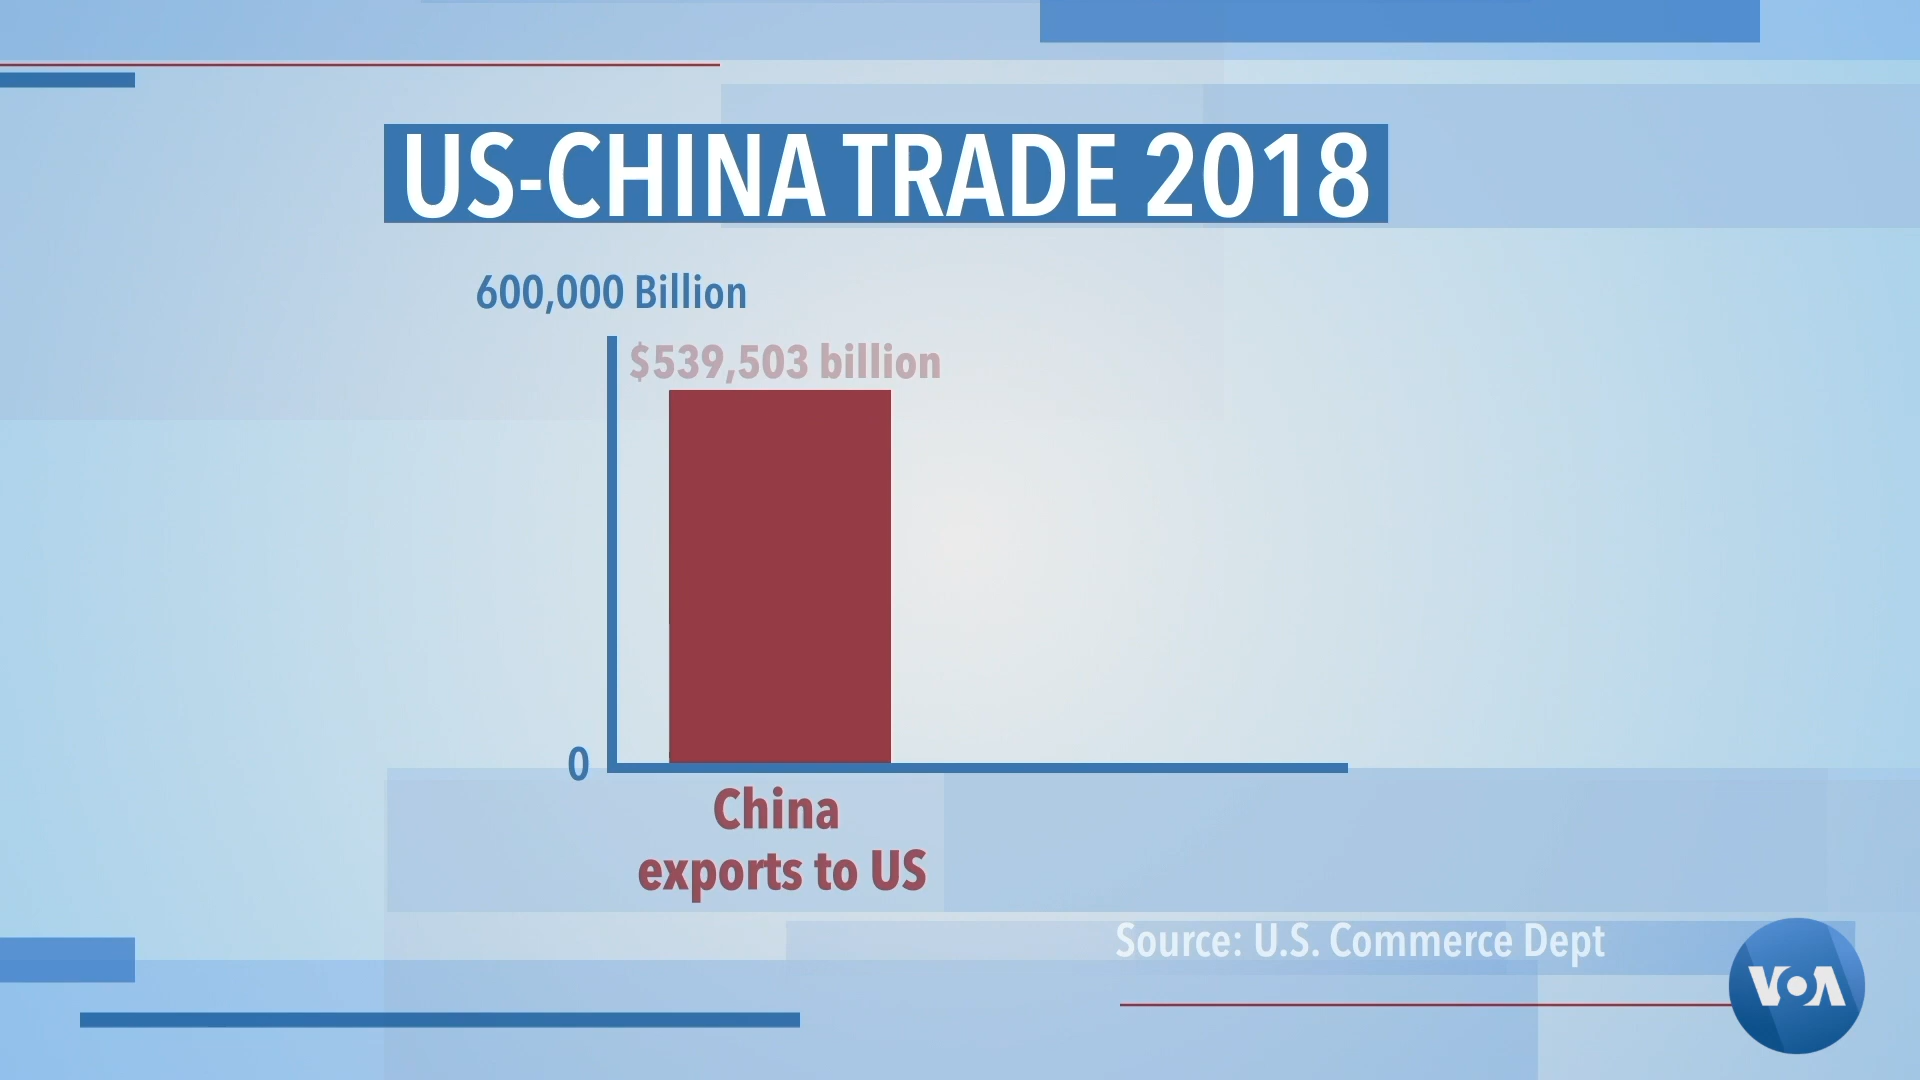 US-CHINA TRADE 2018
600,000 Billion
$539,503 billion
0
China
exports to US
Source: U.S. Commerce Dept
VOA